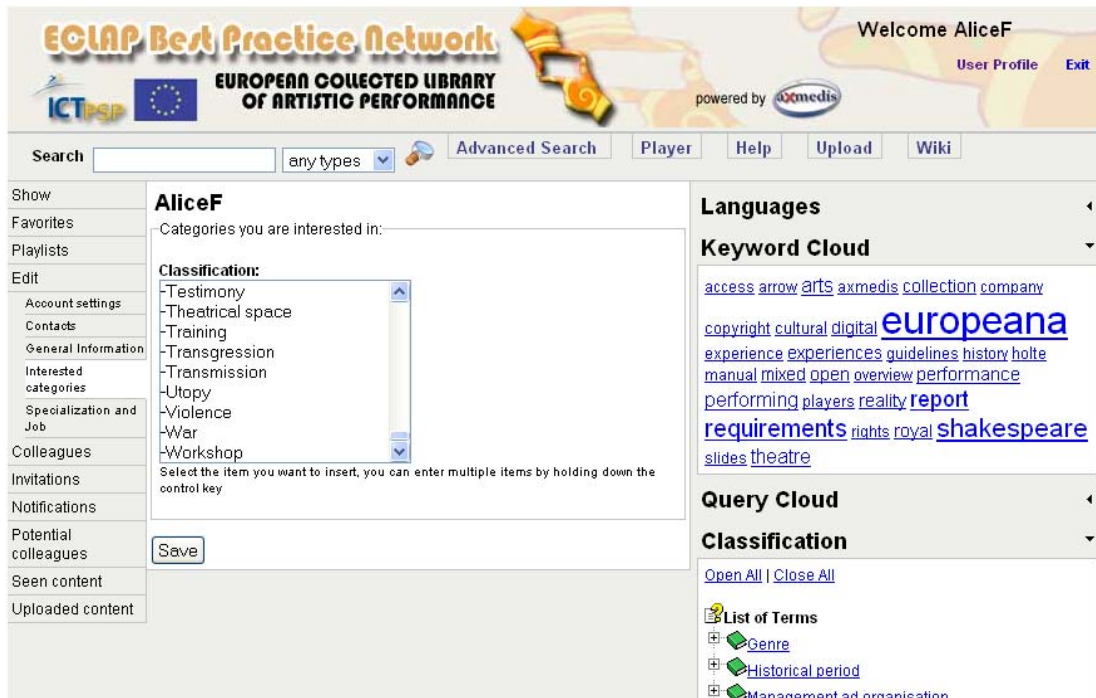 ECLAP Best Practice Network
EUROPEAN COLLECTED LIBRARY
OF ARTISTIC PERFORMANCE
ICTPSP
powered by axmedis
Welcome AliceF
User Profile Exit
Search any types Advanced Search Player Help Upload Wiki
Show
Favorites
Playlists
Edit
Account settings
Contacts
General Information
Interested
categories
Specialization and
Job
Colleagues
Invitations
Notifications
Potential
colleagues
Seen content
Uploaded content
AliceF
Categories you are interested in:
Classification:
-Testimony
-Theatrical space
-Training
-Transgression
-Transmission
-Utopy
-Violence
-War
-Workshop
Select the item you want to insert, you can enter multiple items by holding down the
control key
Save
Languages
Keyword Cloud
access arrow arts axmedis collection company
copyright cultural digital europeana
experience experiences guidelines history holte
manual mixed open overview performance
performing players reality report
requirements rights royal shakespeare
slides theatre
Query Cloud
Classification
Open All | Close All
List of Terms
Genre
Historical period
Management ad organisation